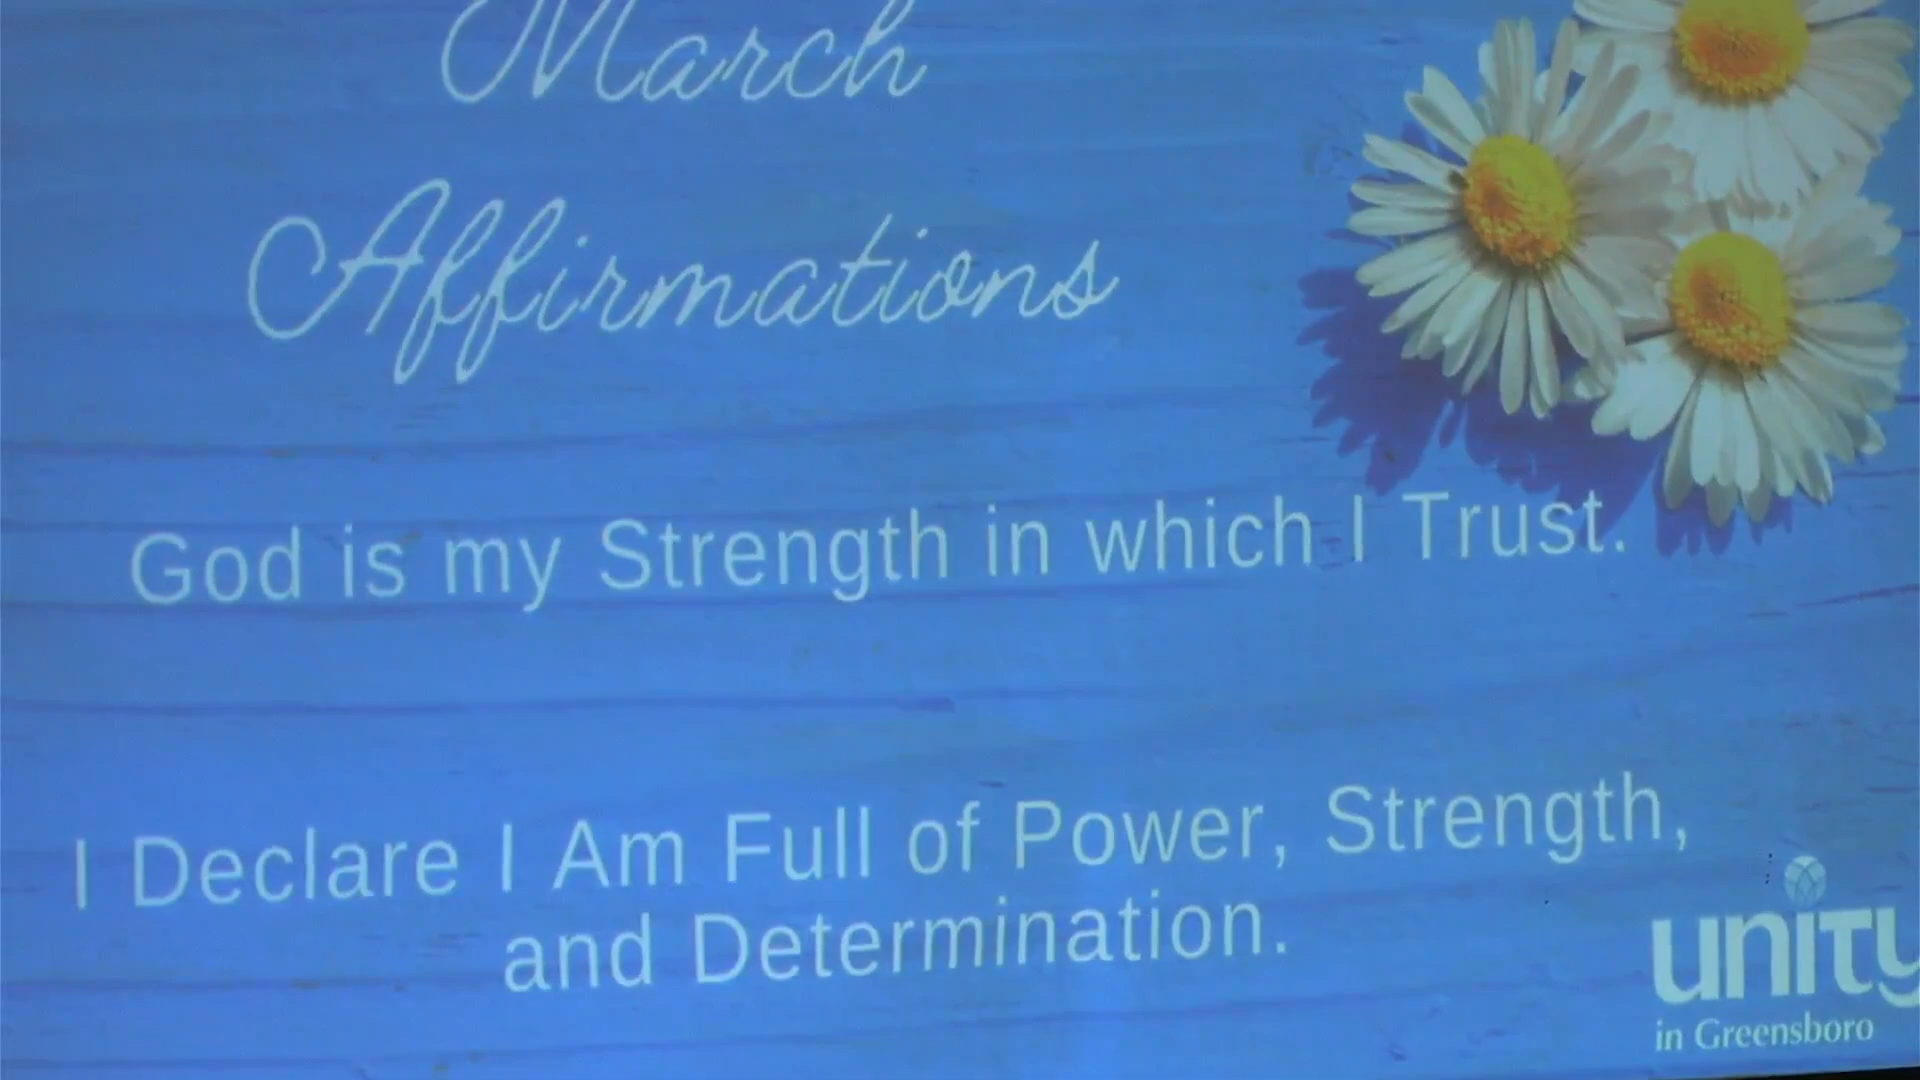 March
Affirmations
God is my Strength in which I Trust.
I Declare I Am Full of Power, Strength,
and Determination.
unity
in Greensboro